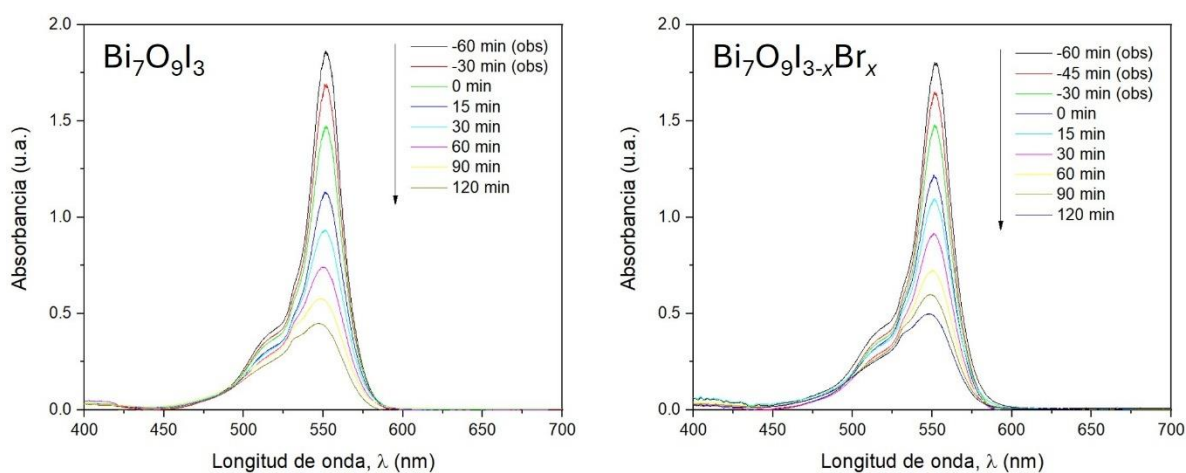 Bi₇O₉I₃
-60 min (obs)
-30 min (obs)
0 min
15 min
30 min
60 min
90 min
120 min
Absorbancia (u.a.)
2.0
1.5
1.0
0.5
0.0
400 450 500 550 600 650 700
Longitud de onda, λ (nm)
Bi₇O₉I₃₋ₓBrₓ
-60 min (obs)
-45 min (obs)
-30 min (obs)
0 min
15 min
30 min
60 min
90 min
120 min
Absorbancia (u.a.)
2.0
1.5
1.0
0.5
0.0
400 450 500 550 600 650 700
Longitud de onda, λ (nm)